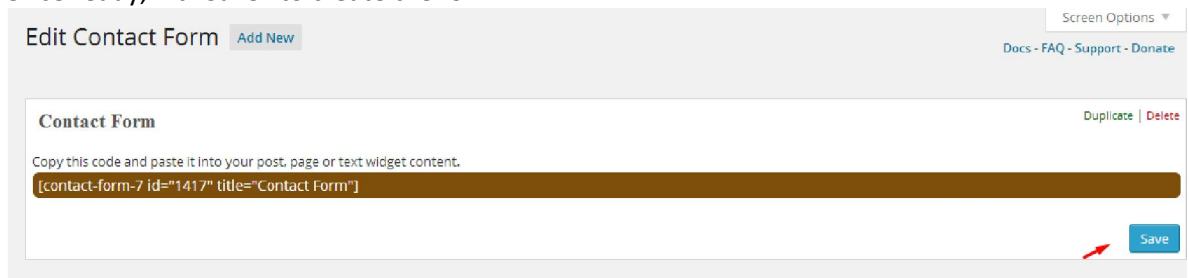 Screen Options ▼
Edit Contact Form Add New
Docs - FAQ - Support - Donate
Contact Form
Duplicate | Delete
Copy this code and paste it into your post, page or text widget content.
[contact-form-7 id="1417" title="Contact Form"]
Save